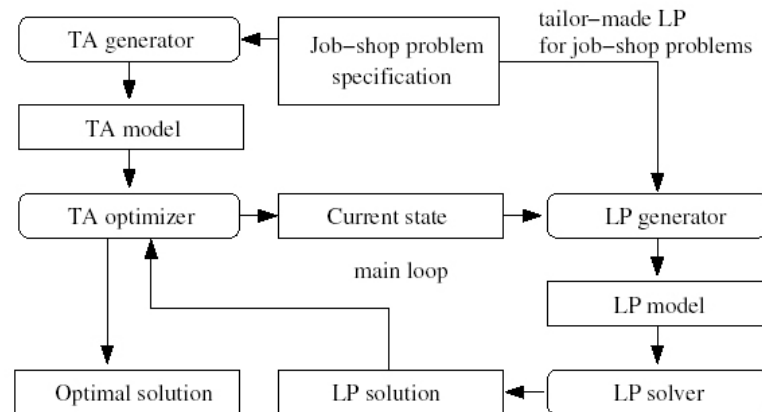 TA generator
Job–shop problem
specification
tailor–made LP
for job–shop problems
TA model
TA optimizer
Current state
LP generator
main loop
LP model
Optimal solution
LP solution
LP solver